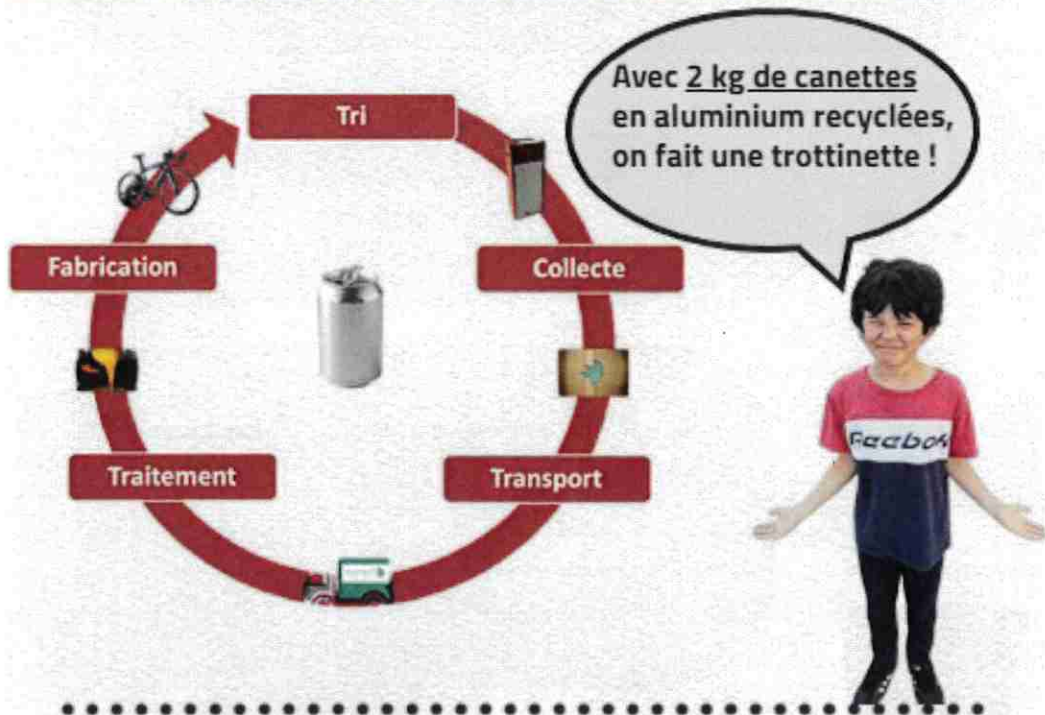 Avec 2 kg de canettes
en aluminium recyclées,
on fait une trottinette !
Tri
Fabrication
Collecte
Traitement
Transport
Reebok